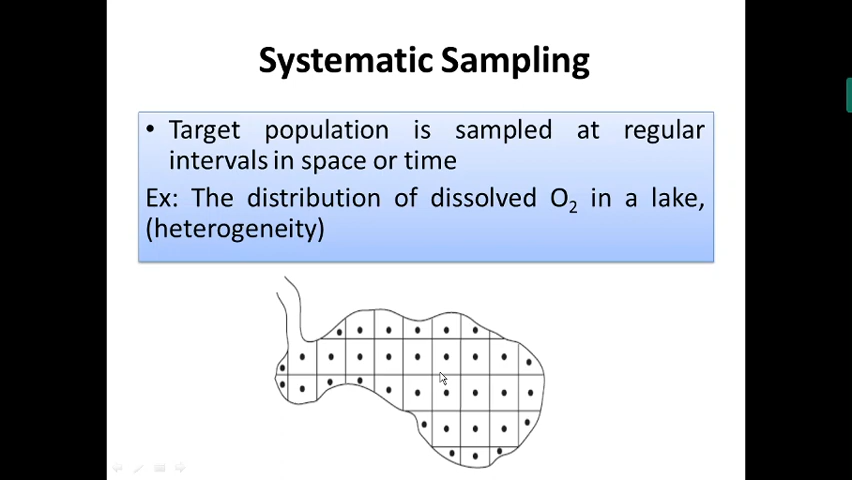 Systematic Sampling
• Target population is sampled at regular
intervals in space or time
Ex: The distribution of dissolved O₂ in a lake,
(heterogeneity)